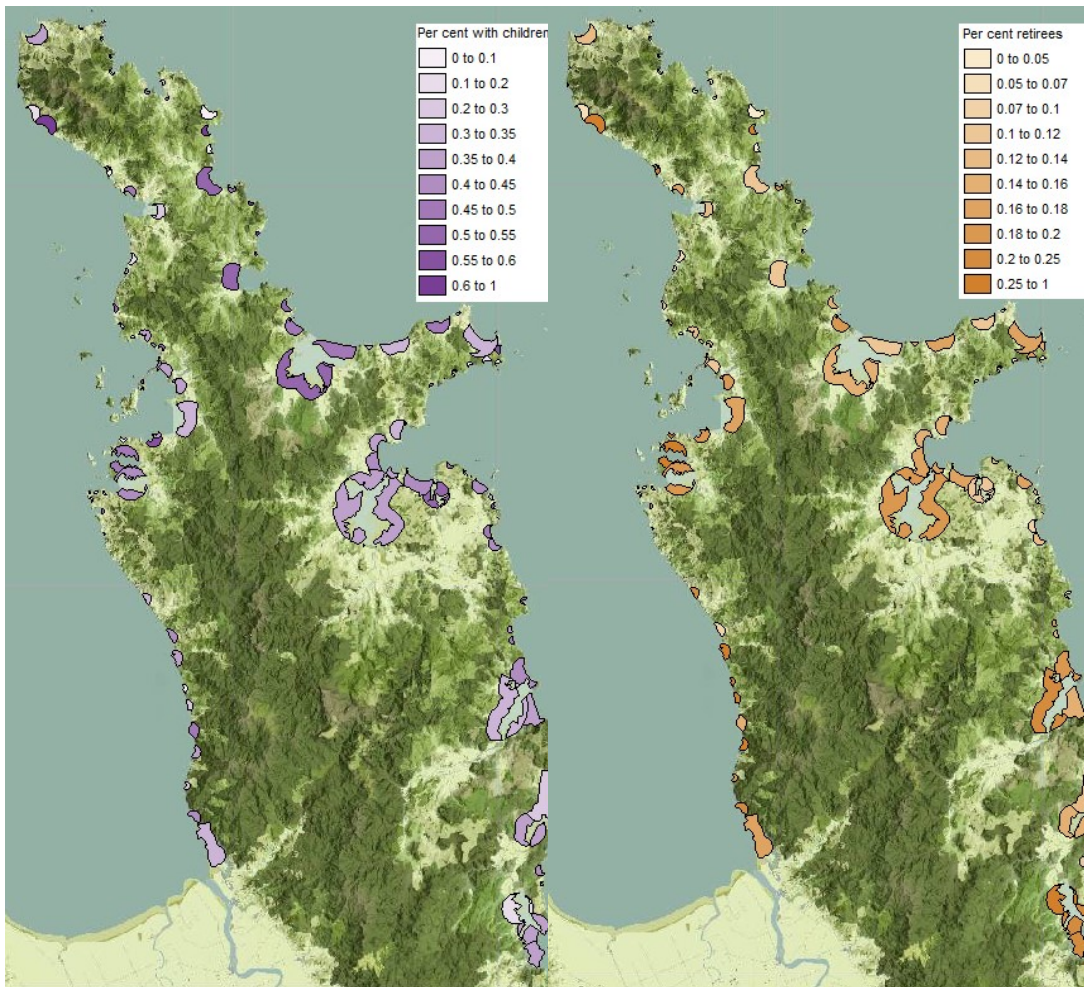 Per cent with children
0 to 0.1
0.1 to 0.2
0.2 to 0.3
0.3 to 0.35
0.35 to 0.4
0.4 to 0.45
0.45 to 0.5
0.5 to 0.55
0.55 to 0.6
0.6 to 1
Per cent retirees
0 to 0.05
0.05 to 0.07
0.07 to 0.1
0.1 to 0.12
0.12 to 0.14
0.14 to 0.16
0.16 to 0.18
0.18 to 0.2
0.2 to 0.25
0.25 to 1